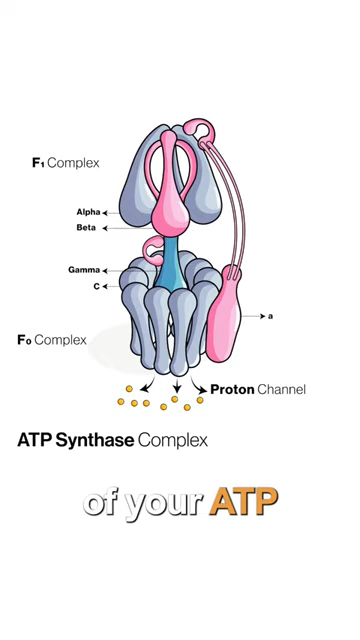 F₁ Complex
Alpha
Beta
Gamma
C
a
F₀ Complex
Proton Channel
ATP Synthase Complex
of your ATP